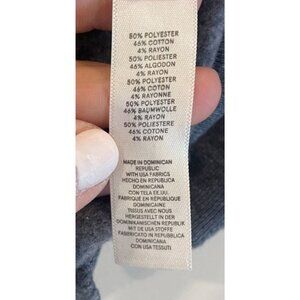 50% POLYESTER
46% COTTON
4% RAYON
50% POLIESTER
46% ALGODON
4% RAYON
50% POLYESTER
46% COTON
4% RAYONNE
50% POLYESTER
46% BAUMWOLLE
4% RAYON
50% POLIESTERE
46% COTONE
4% RAYON
MADE IN DOMINICAN
REPUBLIC
WITH USA FABRICS
HECHO EN REPUBLICA
DOMINICANA
CON TELA EE.UU.
FABRIQUÉ EN RÉPUBLIQUE
DOMINICAINE
TISSUS AVEC NOUS
HERGESTELLT IN DER
DOMINIKANISCHEN REPUBLIK
MIT DE USA STOFFE
FABBRICATO IN REPUBBLICA
DOMINICANA
CON USA TESSUTI